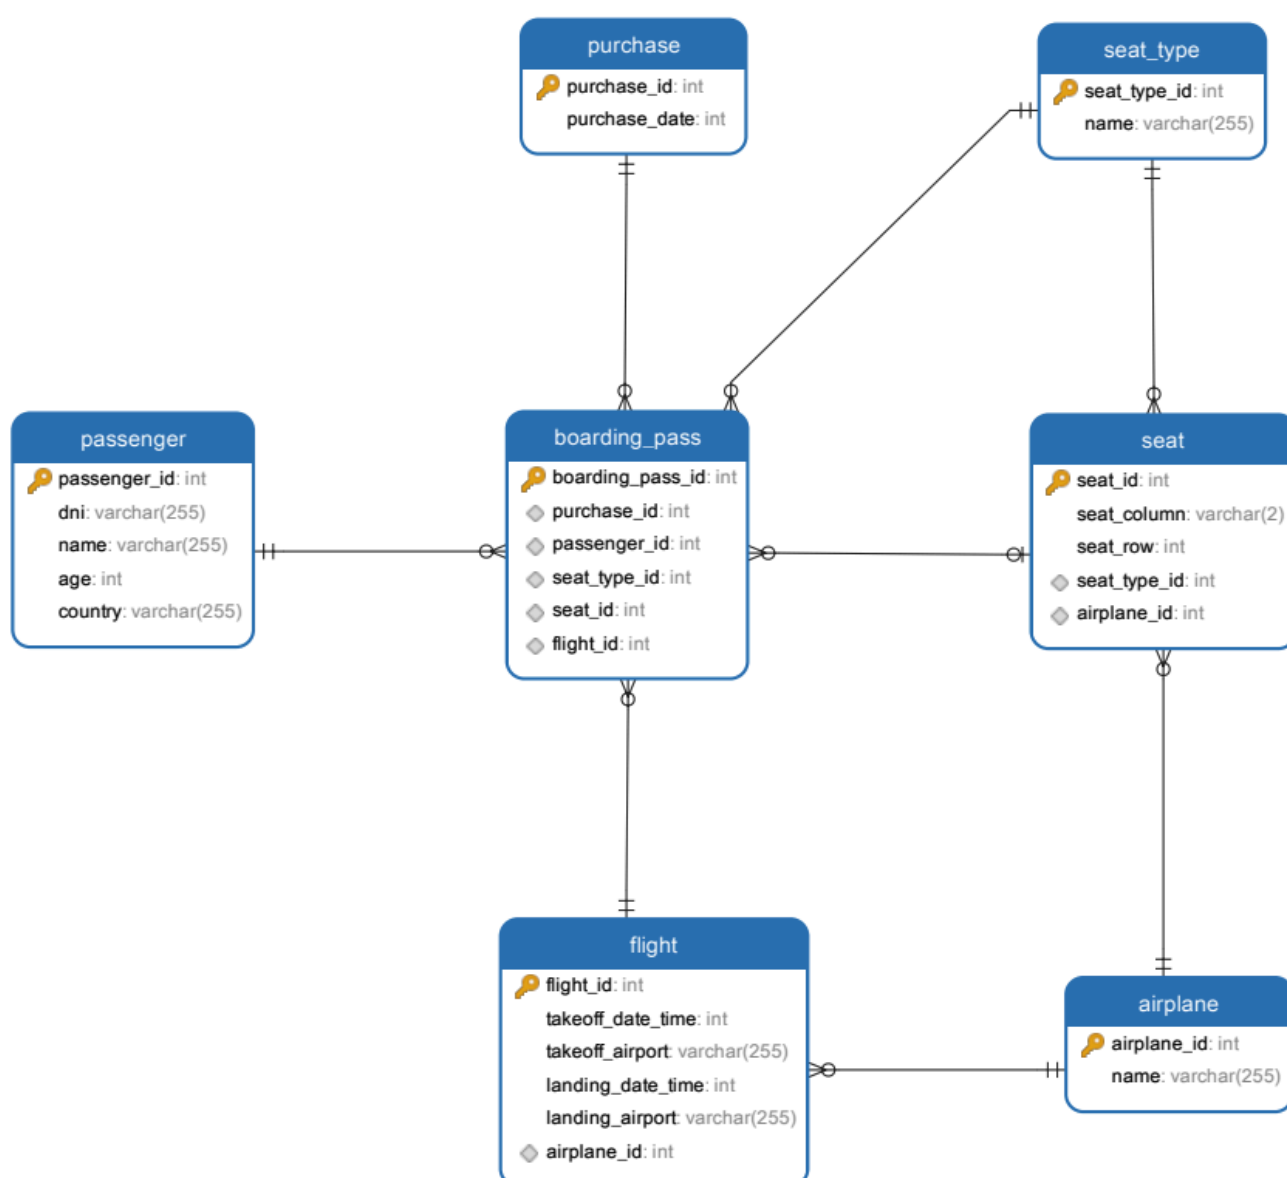 purchase
purchase_id: int
purchase_date: int
seat_type
seat_type_id: int
name: varchar(255)
passenger
passenger_id: int
dni: varchar(255)
name: varchar(255)
age: int
country: varchar(255)
boarding_pass
boarding_pass_id: int
purchase_id: int
passenger_id: int
seat_type_id: int
seat_id: int
flight_id: int
seat
seat_id: int
seat_column: varchar(2)
seat_row: int
seat_type_id: int
airplane_id: int
flight
flight_id: int
takeoff_date_time: int
takeoff_airport: varchar(255)
landing_date_time: int
landing_airport: varchar(255)
airplane_id: int
airplane
airplane_id: int
name: varchar(255)